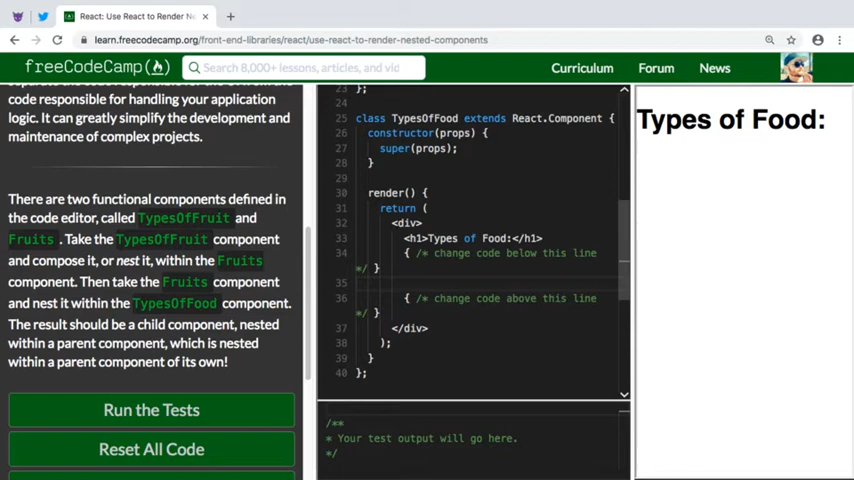 React: Use React to Render Ne
learn.freecodecamp.org/front-end-libraries/react/use-react-to-render-nested-components
freeCodeCamp
Search 8,000+ lessons, articles, and vid
Curriculum
Forum
News
code responsible for handling your application
logic. It can greatly simplify the development and
maintenance of complex projects.
There are two functional components defined in
the code editor, called TypesOfFruit and
Fruits . Take the TypesOfFruit component
and compose it, or nest it, within the Fruits
component. Then take the Fruits component
and nest it within the TypesOfFood component.
The result should be a child component, nested
within a parent component, which is nested
within a parent component of its own!
Run the Tests
Reset All Code
23 };
24
25 class TypesOfFood extends React.Component {
26 constructor(props) {
27 super(props);
28 }
29
30 render() {
31 return (
32 <div>
33 <h1>Types of Food:</h1>
34 { /* change code below this line
*/ }
35
36 { /* change code above this line
*/ }
37 </div>
38 );
39 }
40 };
/**
* Your test output will go here.
*/
Types of Food: